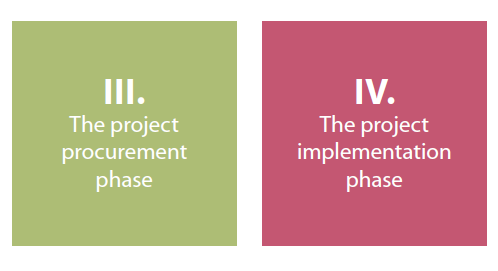 III.
The project
procurement
phase
IV.
The project
implementation
phase